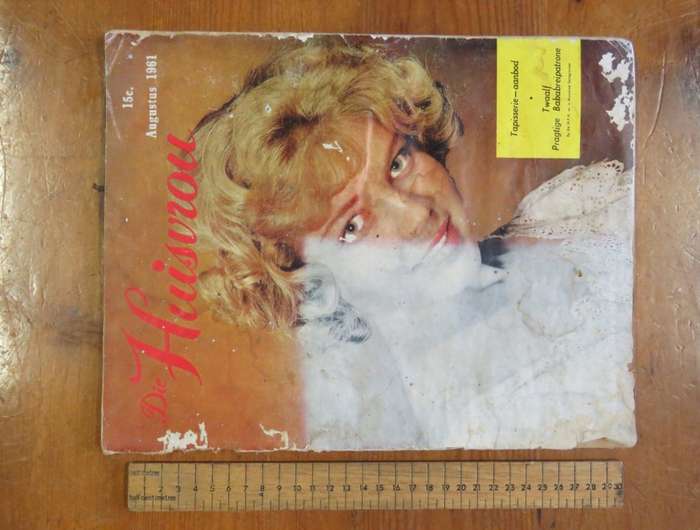 15c.
Augustus 1961
Die Huisvrou
Tapisserie—aanbod
Twaalf
Pragtige Bababreipatrone
centimetres
half centimetres
1 2 3 4 5 6 7 8 9 10 11 12 13 14 15 16 17 18 19 20 21 22 23 24 25 26 27 28 29 30